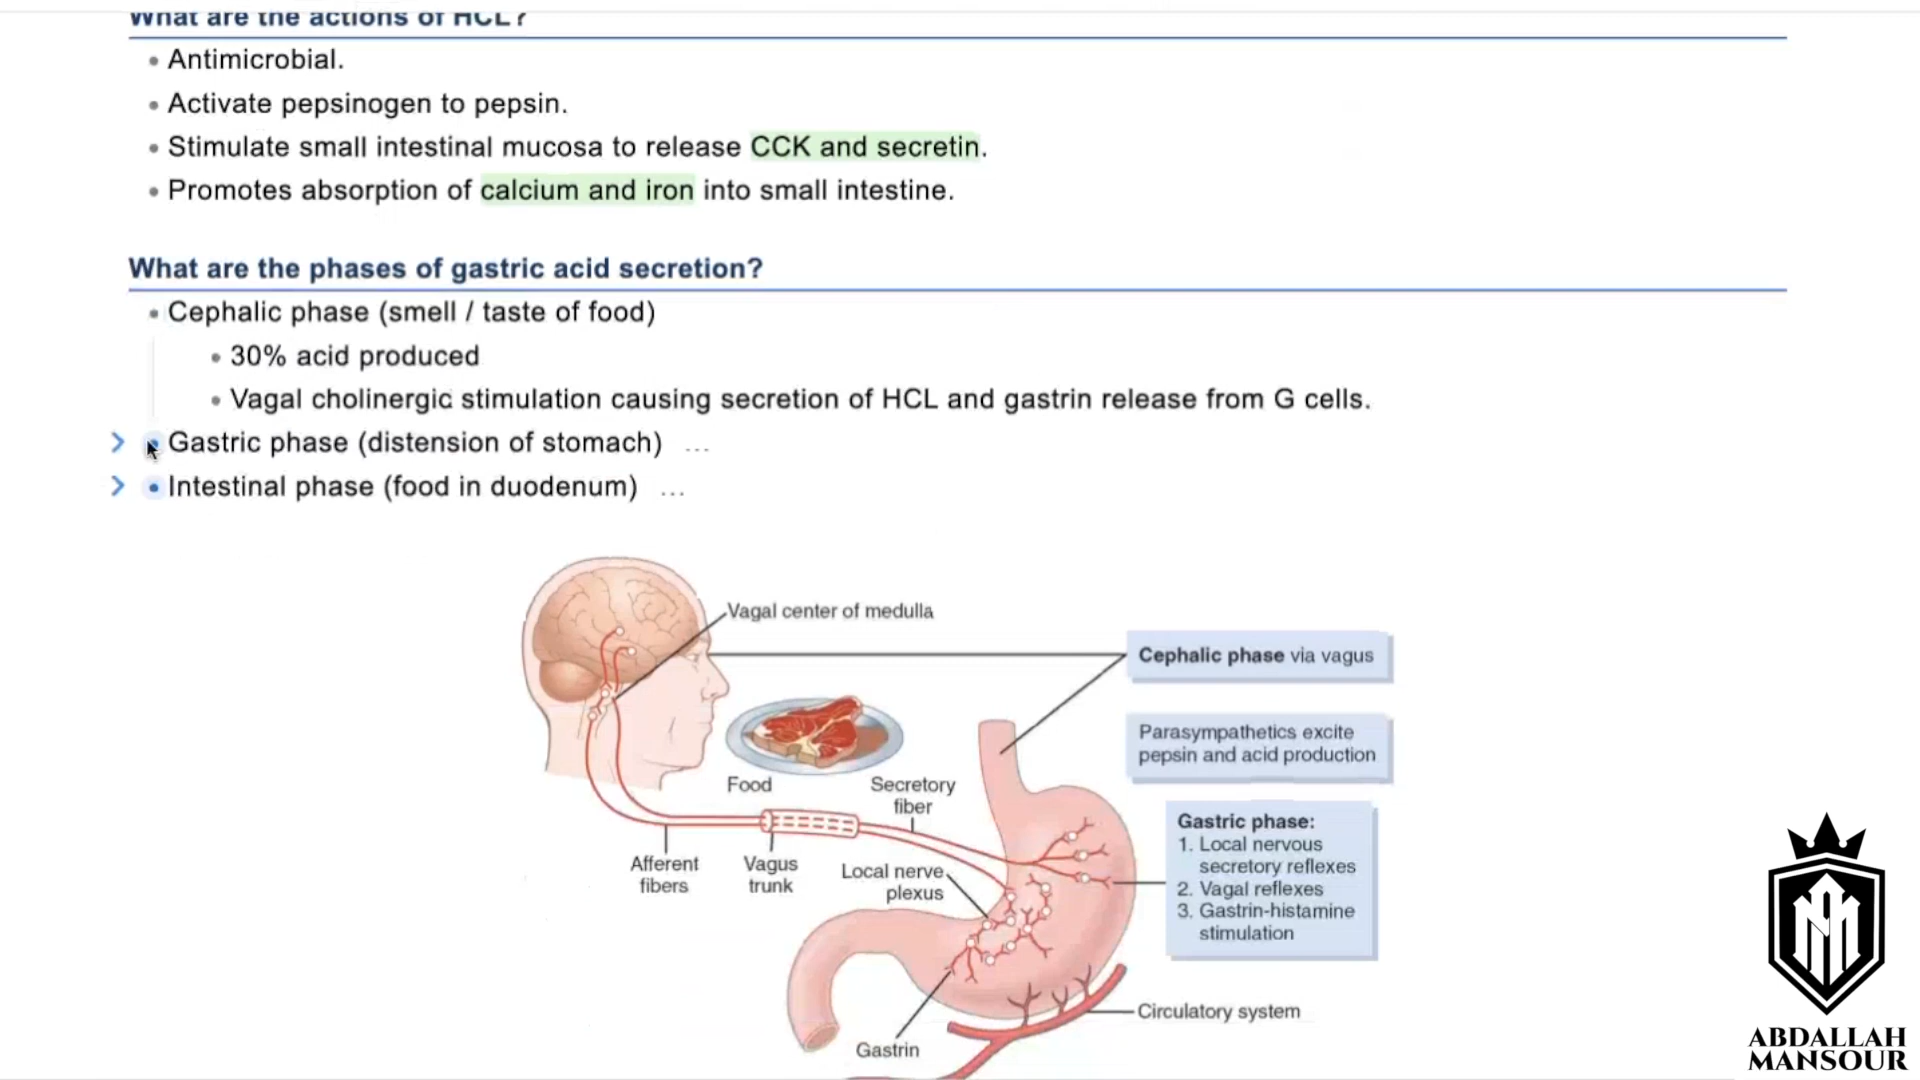 What are the actions of HCL?
Antimicrobial.
Activate pepsinogen to pepsin.
Stimulate small intestinal mucosa to release CCK and secretin.
Promotes absorption of calcium and iron into small intestine.
What are the phases of gastric acid secretion?
Cephalic phase (smell / taste of food)
30% acid produced
Vagal cholinergic stimulation causing secretion of HCL and gastrin release from G cells.
Gastric phase (distension of stomach) ...
Intestinal phase (food in duodenum) ...
Vagal center of medulla
Cephalic phase via vagus
Parasympathetics excite
pepsin and acid production
Food
Secretory
fiber
Gastric phase:
1. Local nervous
secretory reflexes
2. Vagal reflexes
3. Gastrin-histamine
stimulation
Afferent
fibers
Vagus
trunk
Local nerve
plexus
Circulatory system
Gastrin
ABDALLAH
MANSOUR